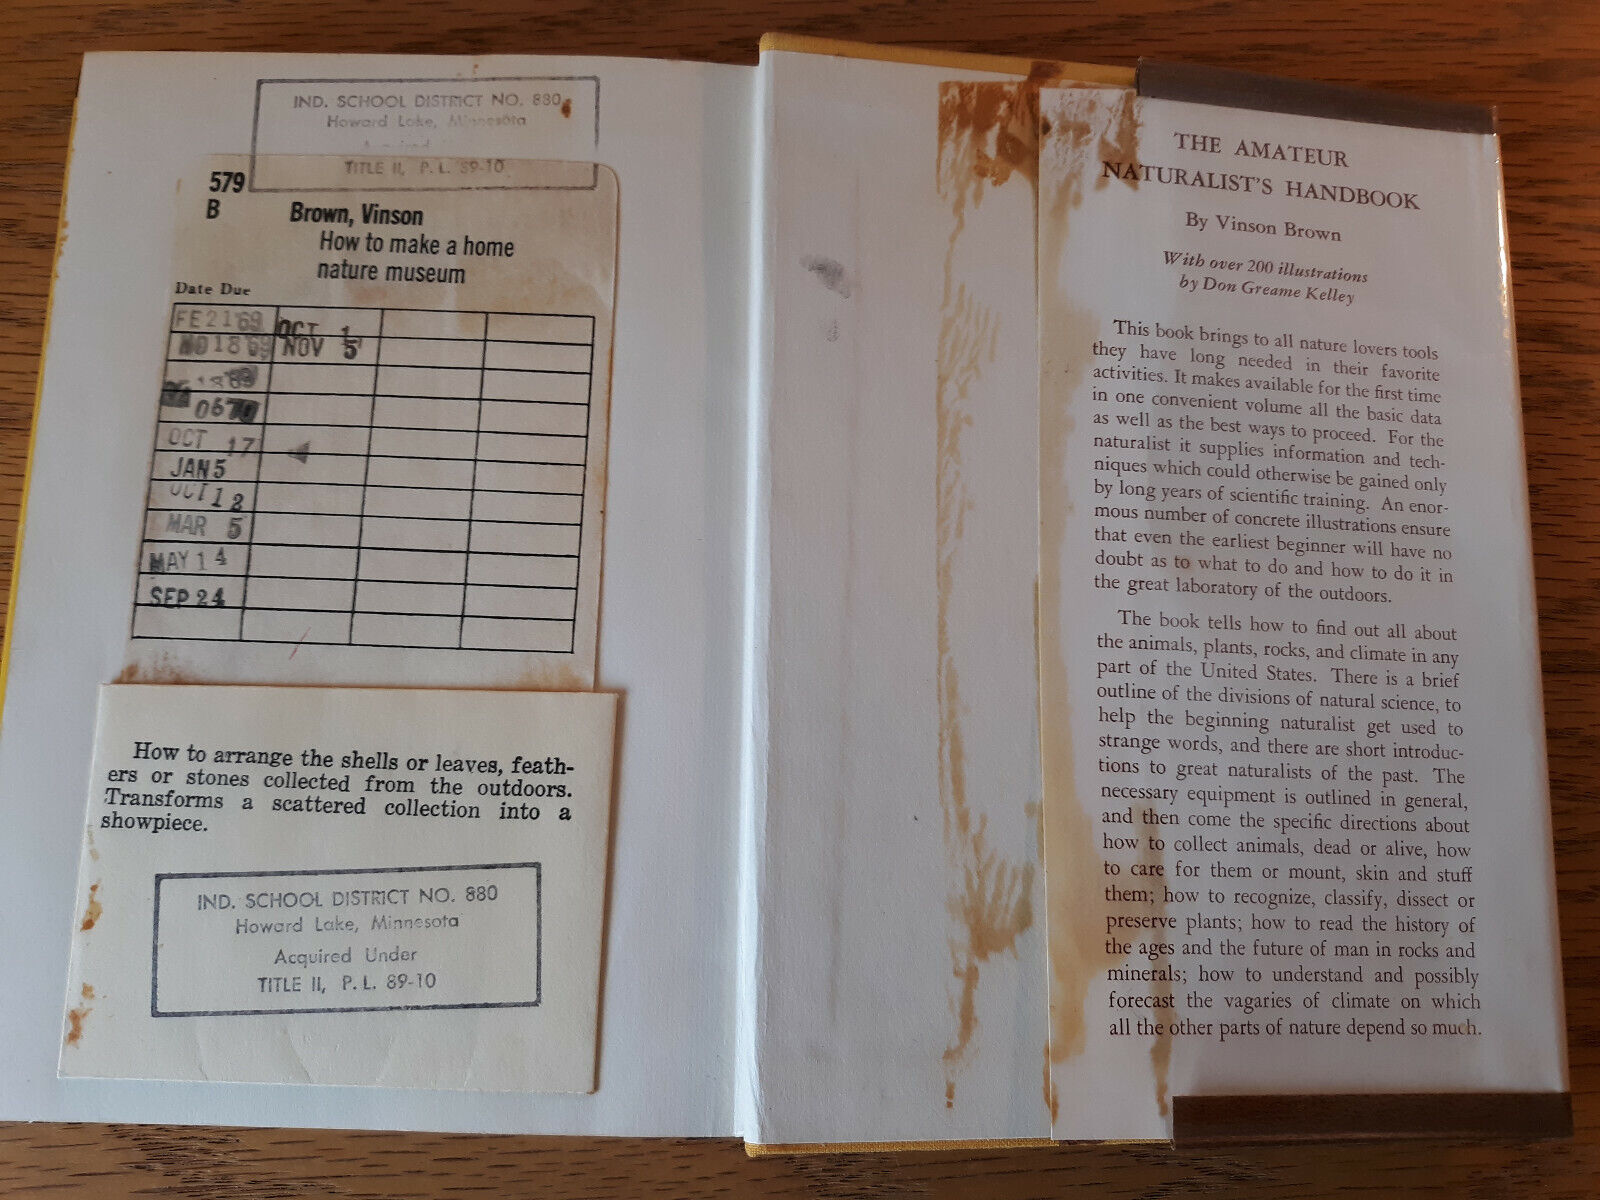 IND. SCHOOL DISTRICT NO. 880
Howard Lake, Minnesota
Acquired
TITLE II, P. L. 89-10
579
B
Brown, Vinson
How to make a home
nature museum
Date Due
FE 21 '69 OCT 1
18 69 NOV 5
18 69
06 70
OCT 17
JAN 5
OCT 12
MAR 5
MAY 14
SEP 24
How to arrange the shells or leaves, feath-
ers or stones collected from the outdoors.
Transforms a scattered collection into a
showpiece.
IND. SCHOOL DISTRICT NO. 880
Howard Lake, Minnesota
Acquired Under
TITLE II, P. L. 89-10
THE AMATEUR
NATURALIST'S HANDBOOK
By Vinson Brown
With over 200 illustrations
by Don Greame Kelley
This book brings to all nature lovers tools
they have long needed in their favorite
activities. It makes available for the first time
in one convenient volume all the basic data
as well as the best ways to proceed. For the
naturalist it supplies information and tech-
niques which could otherwise be gained only
by long years of scientific training. An enor-
mous number of concrete illustrations ensure
that even the earliest beginner will have no
doubt as to what to do and how to do it in
the great laboratory of the outdoors.
The book tells how to find out all about
the animals, plants, rocks, and climate in any
part of the United States. There is a brief
outline of the divisions of natural science, to
help the beginning naturalist get used to
strange words, and there are short introduc-
tions to great naturalists of the past. The
necessary equipment is outlined in general,
and then come the specific directions about
how to collect animals, dead or alive, how
to care for them or mount, skin and stuff
them; how to recognize, classify, dissect or
preserve plants; how to read the history of
the ages and the future of man in rocks and
minerals; how to understand and possibly
forecast the vagaries of climate on which
all the other parts of nature depend so much.